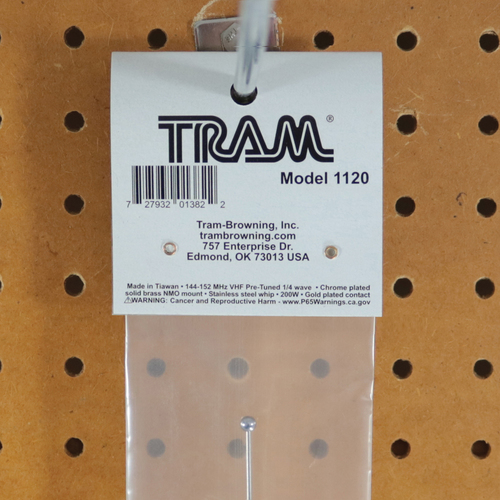 TRAM®
Model 1120
7 27932 01382 2
Tram-Browning, Inc.
trambrowning.com
757 Enterprise Dr.
Edmond, OK 73013 USA
Made in Tiawan • 144-152 MHz VHF Pre-Tuned 1/4 wave • Chrome plated
solid brass NMO mount • Stainless steel whip • 200W • Gold plated contact
⚠WARNING: Cancer and Reproductive Harm - www.P65Warnings.ca.gov